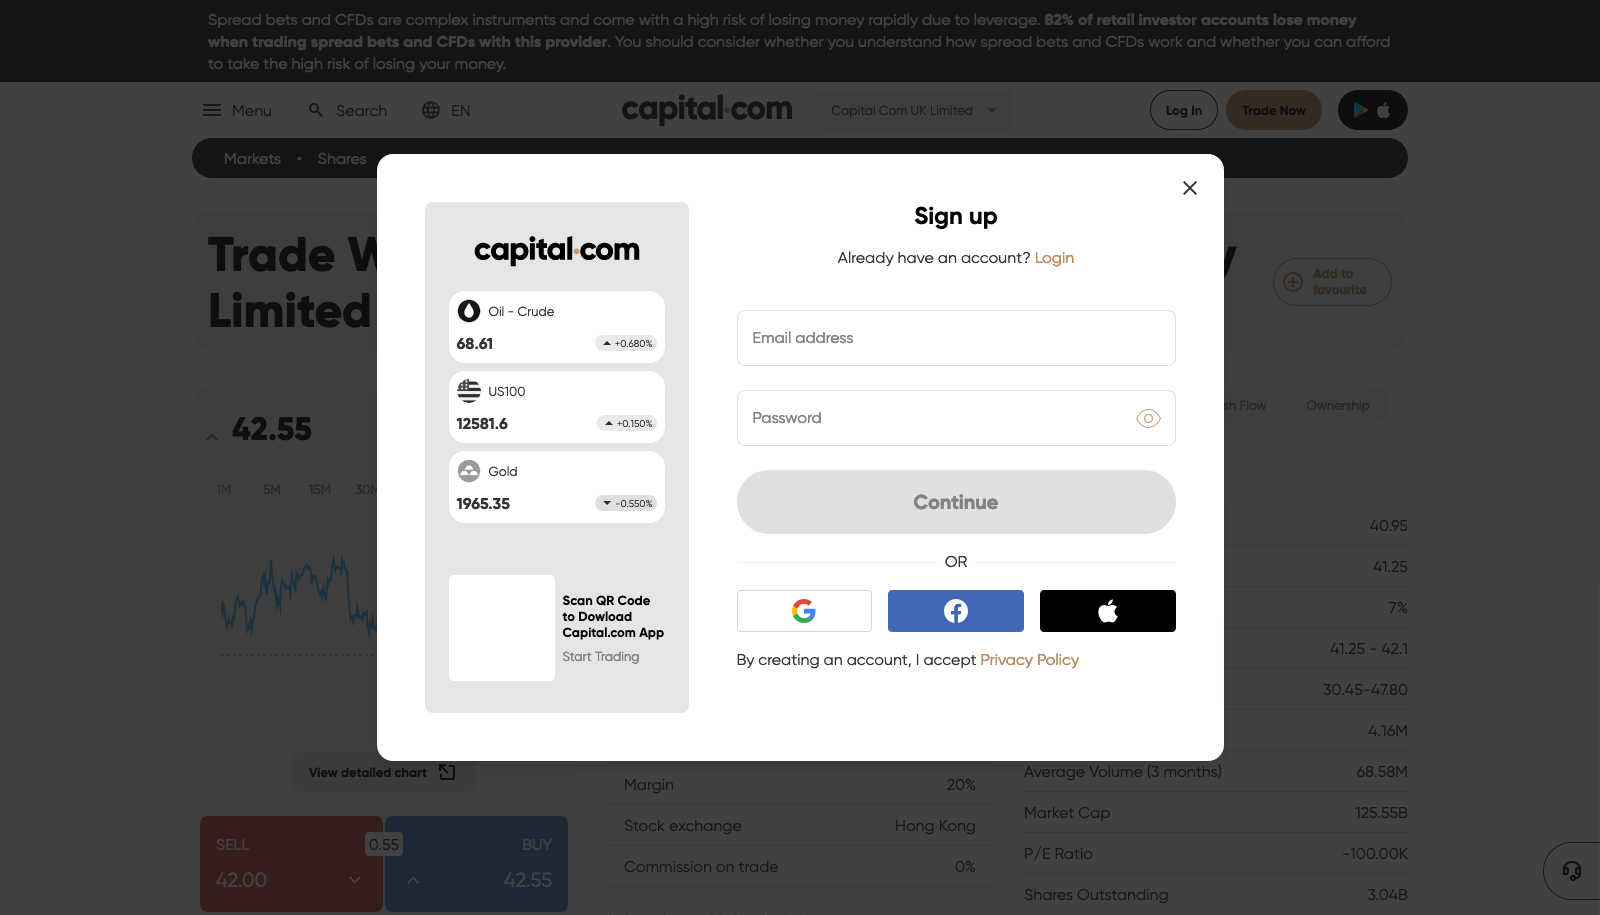 Spread bets and CFDs are complex instruments and come with a high risk of losing money rapidly due to leverage. 82% of retail investor accounts lose money
when trading spread bets and CFDs with this provider. You should consider whether you understand how spread bets and CFDs work and whether you can afford
to take the high risk of losing your money.
Menu
Search
EN
capital.com
Capital Com UK Limited
Log In
Trade Now
Markets • Shares
Trade
Limited
Add to
favourite
42.55
1M 5M 15M
Flow
Ownership
Sign up
Already have an account? Login
Email address
Password
Continue
OR
By creating an account, I accept Privacy Policy
capital.com
Oil - Crude
68.61
+0.680%
US100
12581.6
+0.150%
Gold
1965.35
-0.550%
Scan QR Code
to Dowload
Capital.com App
Start Trading
40.95
41.25
7%
41.25 - 42.1
30.45-47.80
4.16M
View detailed chart
SELL
42.00
0.55
BUY
42.55
Margin 20%
Stock exchange Hong Kong
Commission on trade 0%
Average Volume (3 months) 68.58M
Market Cap 125.55B
P/E Ratio -100.00K
Shares Outstanding 3.04B